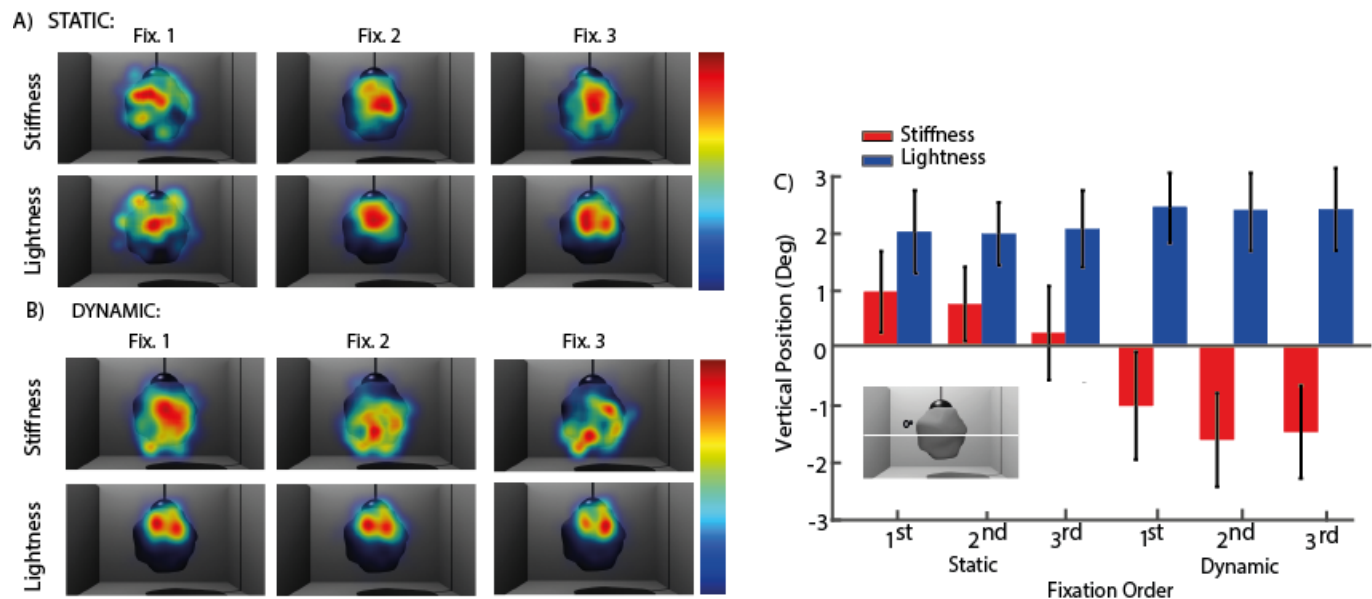 A) STATIC:
Fix. 1 Fix. 2 Fix. 3
Stiffness
Lightness
B) DYNAMIC:
Fix. 1 Fix. 2 Fix. 3
Stiffness
Lightness
Stiffness
Lightness
C)
Vertical Position (Deg)
3
2
1
0
-1
-2
-3
0°
1st 2nd 3rd 1st 2nd 3rd
Static Dynamic
Fixation Order